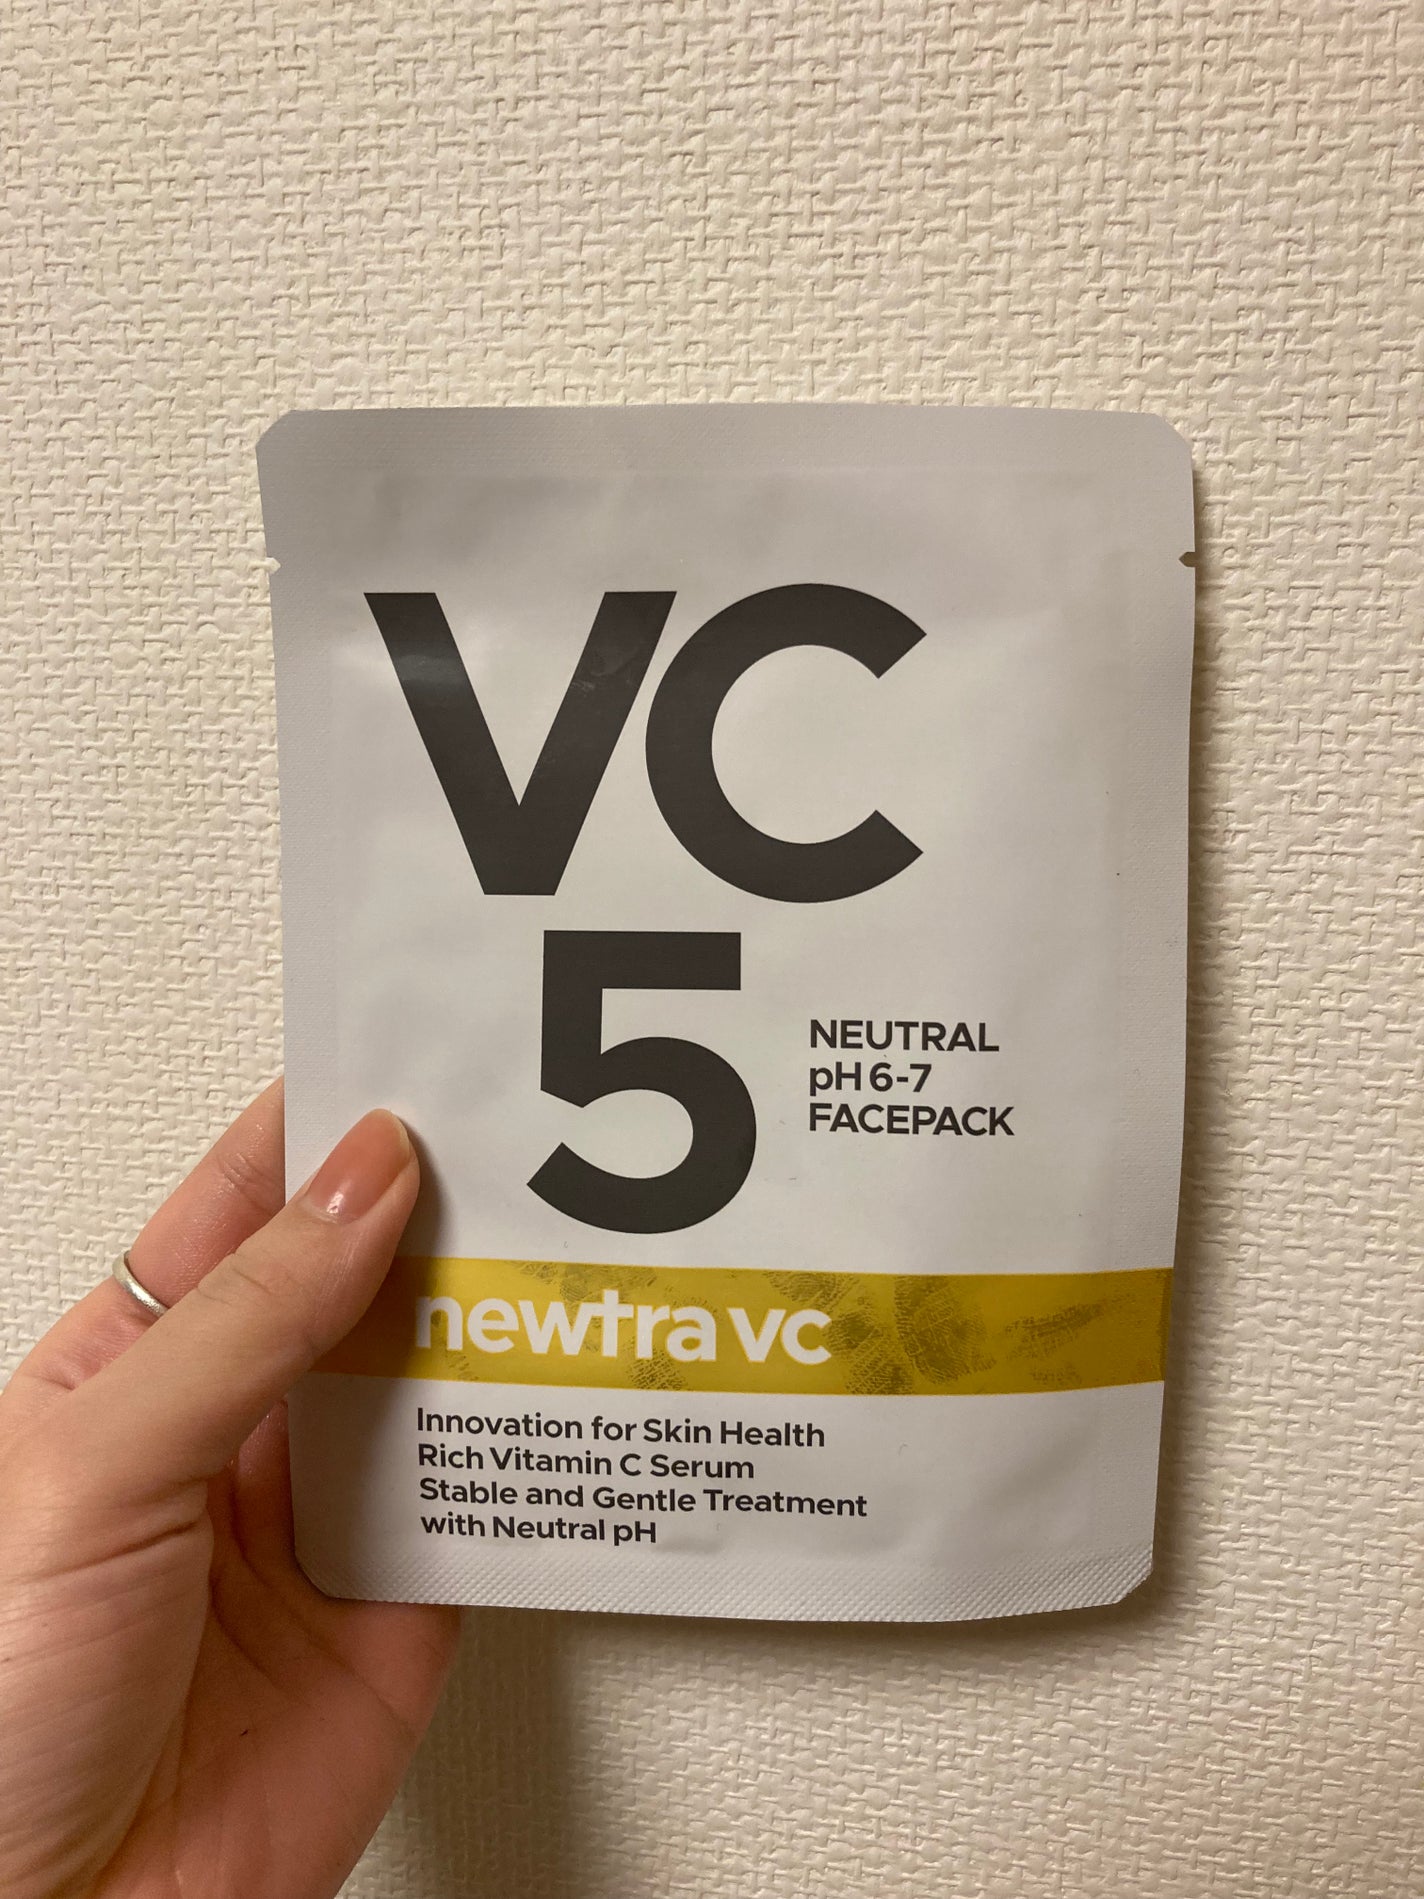 VC
5
NEUTRAL
pH 6-7
FACEPACK
newtra vc
Innovation for Skin Health
Rich Vitamin C Serum
Stable and Gentle Treatment
with Neutral pH